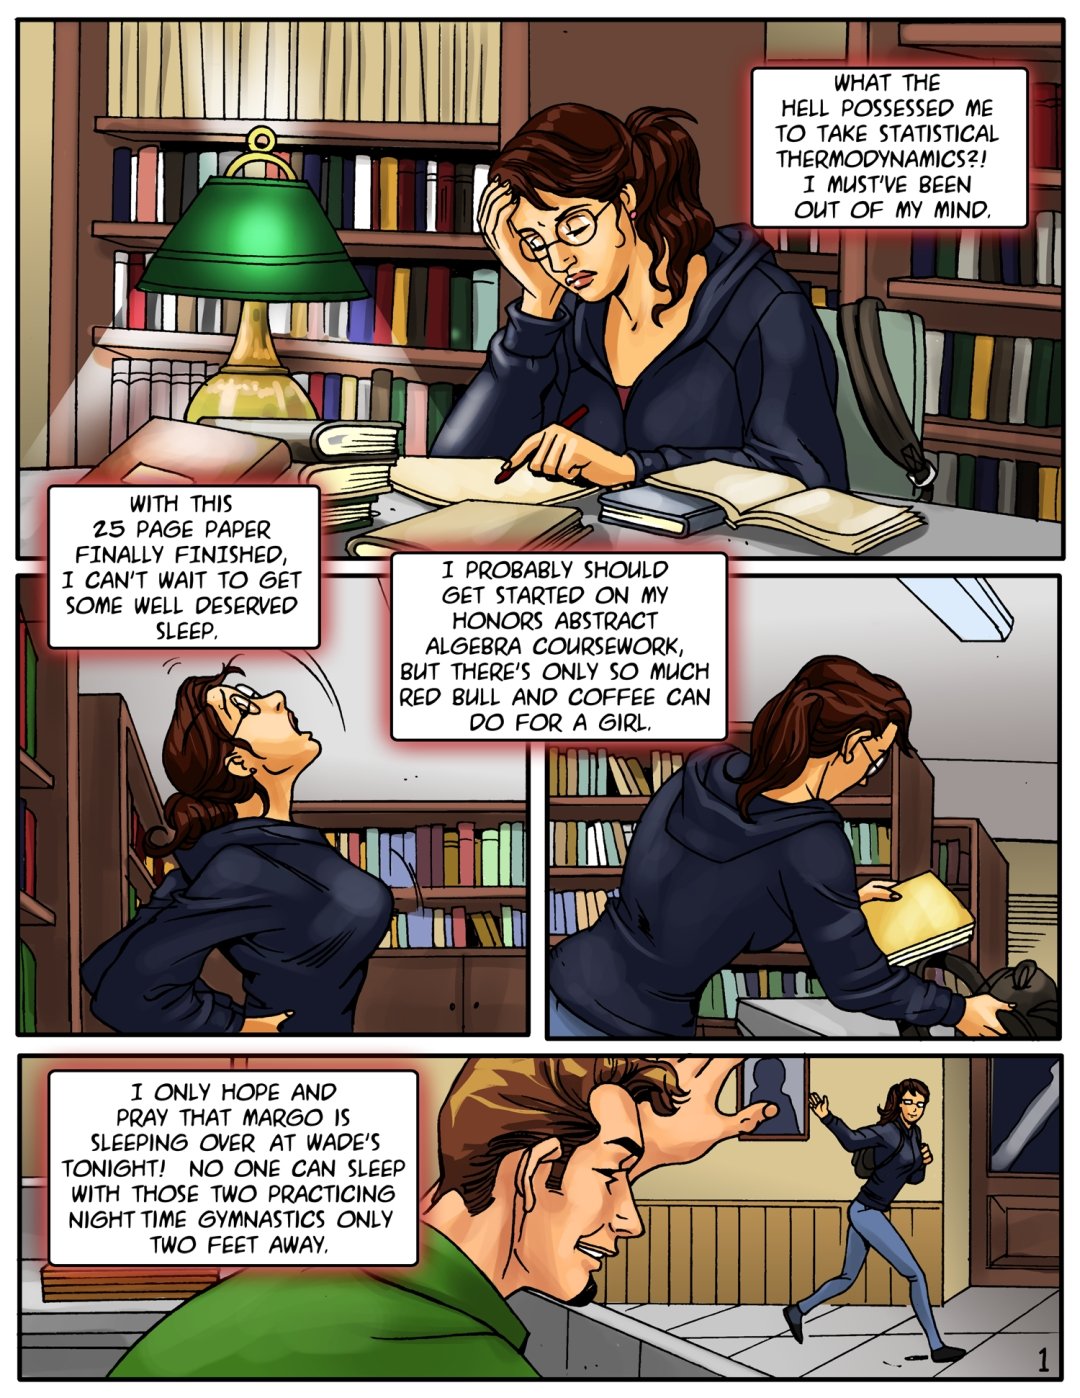 WHAT THE
HELL POSSESSED ME
TO TAKE STATISTICAL
THERMODYNAMICS?!
I MUST'VE BEEN
OUT OF MY MIND.
WITH THIS
25 PAGE PAPER
FINALLY FINISHED,
I CAN'T WAIT TO GET
SOME WELL DESERVED
SLEEP.
I PROBABLY SHOULD
GET STARTED ON MY
HONORS ABSTRACT
ALGEBRA COURSEWORK,
BUT THERE'S ONLY SO MUCH
RED BULL AND COFFEE CAN
DO FOR A GIRL.
I ONLY HOPE AND
PRAY THAT MARGO IS
SLEEPING OVER AT WADE'S
TONIGHT! NO ONE CAN SLEEP
WITH THOSE TWO PRACTICING
NIGHT TIME GYMNASTICS ONLY
TWO FEET AWAY.
1